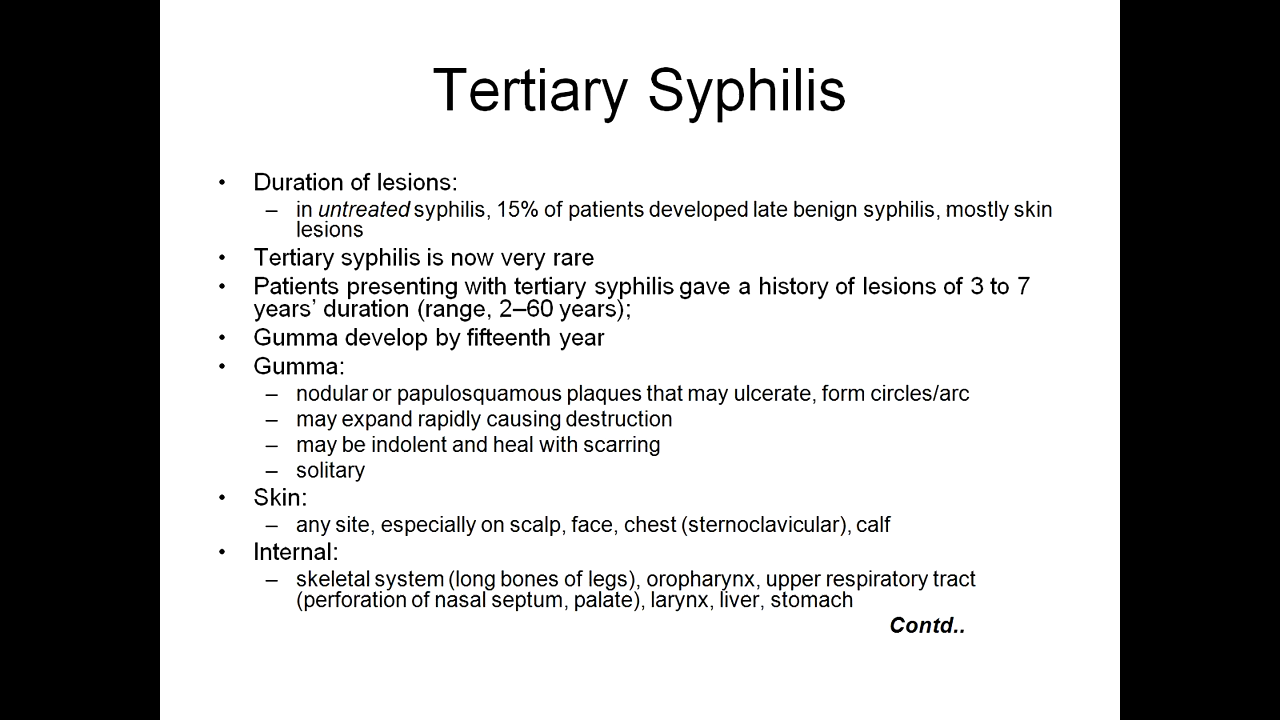 Tertiary Syphilis
• Duration of lesions:
– in untreated syphilis, 15% of patients developed late benign syphilis, mostly skin
lesions
• Tertiary syphilis is now very rare
• Patients presenting with tertiary syphilis gave a history of lesions of 3 to 7
years’ duration (range, 2–60 years);
• Gumma develop by fifteenth year
• Gumma:
– nodular or papulosquamous plaques that may ulcerate, form circles/arc
– may expand rapidly causing destruction
– may be indolent and heal with scarring
– solitary
• Skin:
– any site, especially on scalp, face, chest (sternoclavicular), calf
• Internal:
– skeletal system (long bones of legs), oropharynx, upper respiratory tract
(perforation of nasal septum, palate), larynx, liver, stomach
Contd..